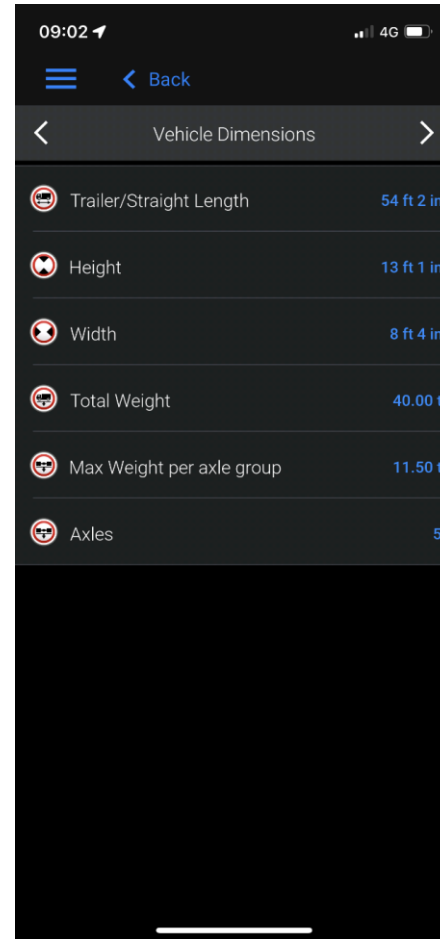 09:02 4G
Back
Vehicle Dimensions
Trailer/Straight Length 54 ft 2 in
Height 13 ft 1 in
Width 8 ft 4 in
Total Weight 40.00 t
Max Weight per axle group 11.50 t
Axles 5